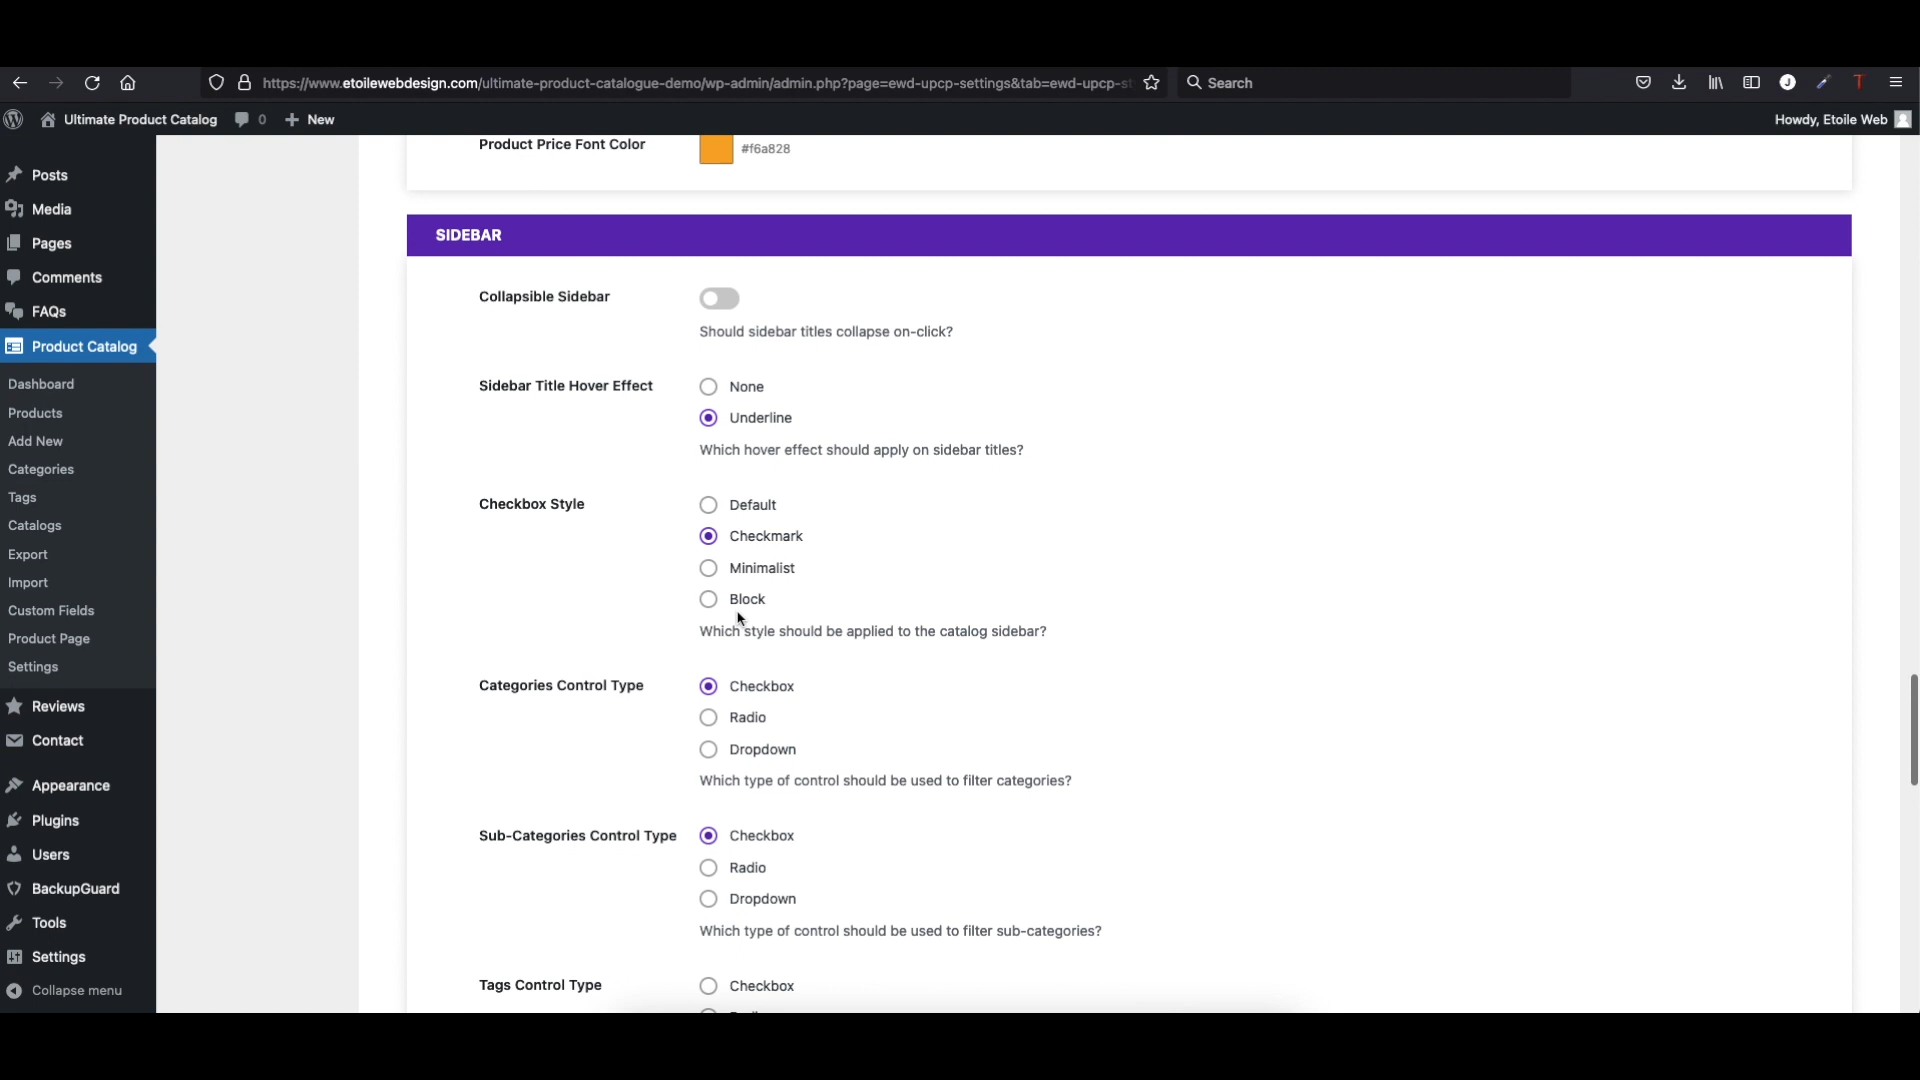 https://www.etoilewebdesign.com/ultimate-product-catalogue-demo/wp-admin/admin.php?page=ewd-upcp-settings&tab=ewd-upcp-st
Search
Ultimate Product Catalog
0
New
Howdy, Etoile Web
Posts
Media
Pages
Comments
FAQs
Product Catalog
Dashboard
Products
Add New
Categories
Tags
Catalogs
Export
Import
Custom Fields
Product Page
Settings
Reviews
Contact
Appearance
Plugins
Users
BackupGuard
Tools
Settings
Collapse menu
Product Price Font Color
#f6a828
SIDEBAR
Collapsible Sidebar
Should sidebar titles collapse on-click?
Sidebar Title Hover Effect
None
Underline
Which hover effect should apply on sidebar titles?
Checkbox Style
Default
Checkmark
Minimalist
Block
Which style should be applied to the catalog sidebar?
Categories Control Type
Checkbox
Radio
Dropdown
Which type of control should be used to filter categories?
Sub-Categories Control Type
Checkbox
Radio
Dropdown
Which type of control should be used to filter sub-categories?
Tags Control Type
Checkbox